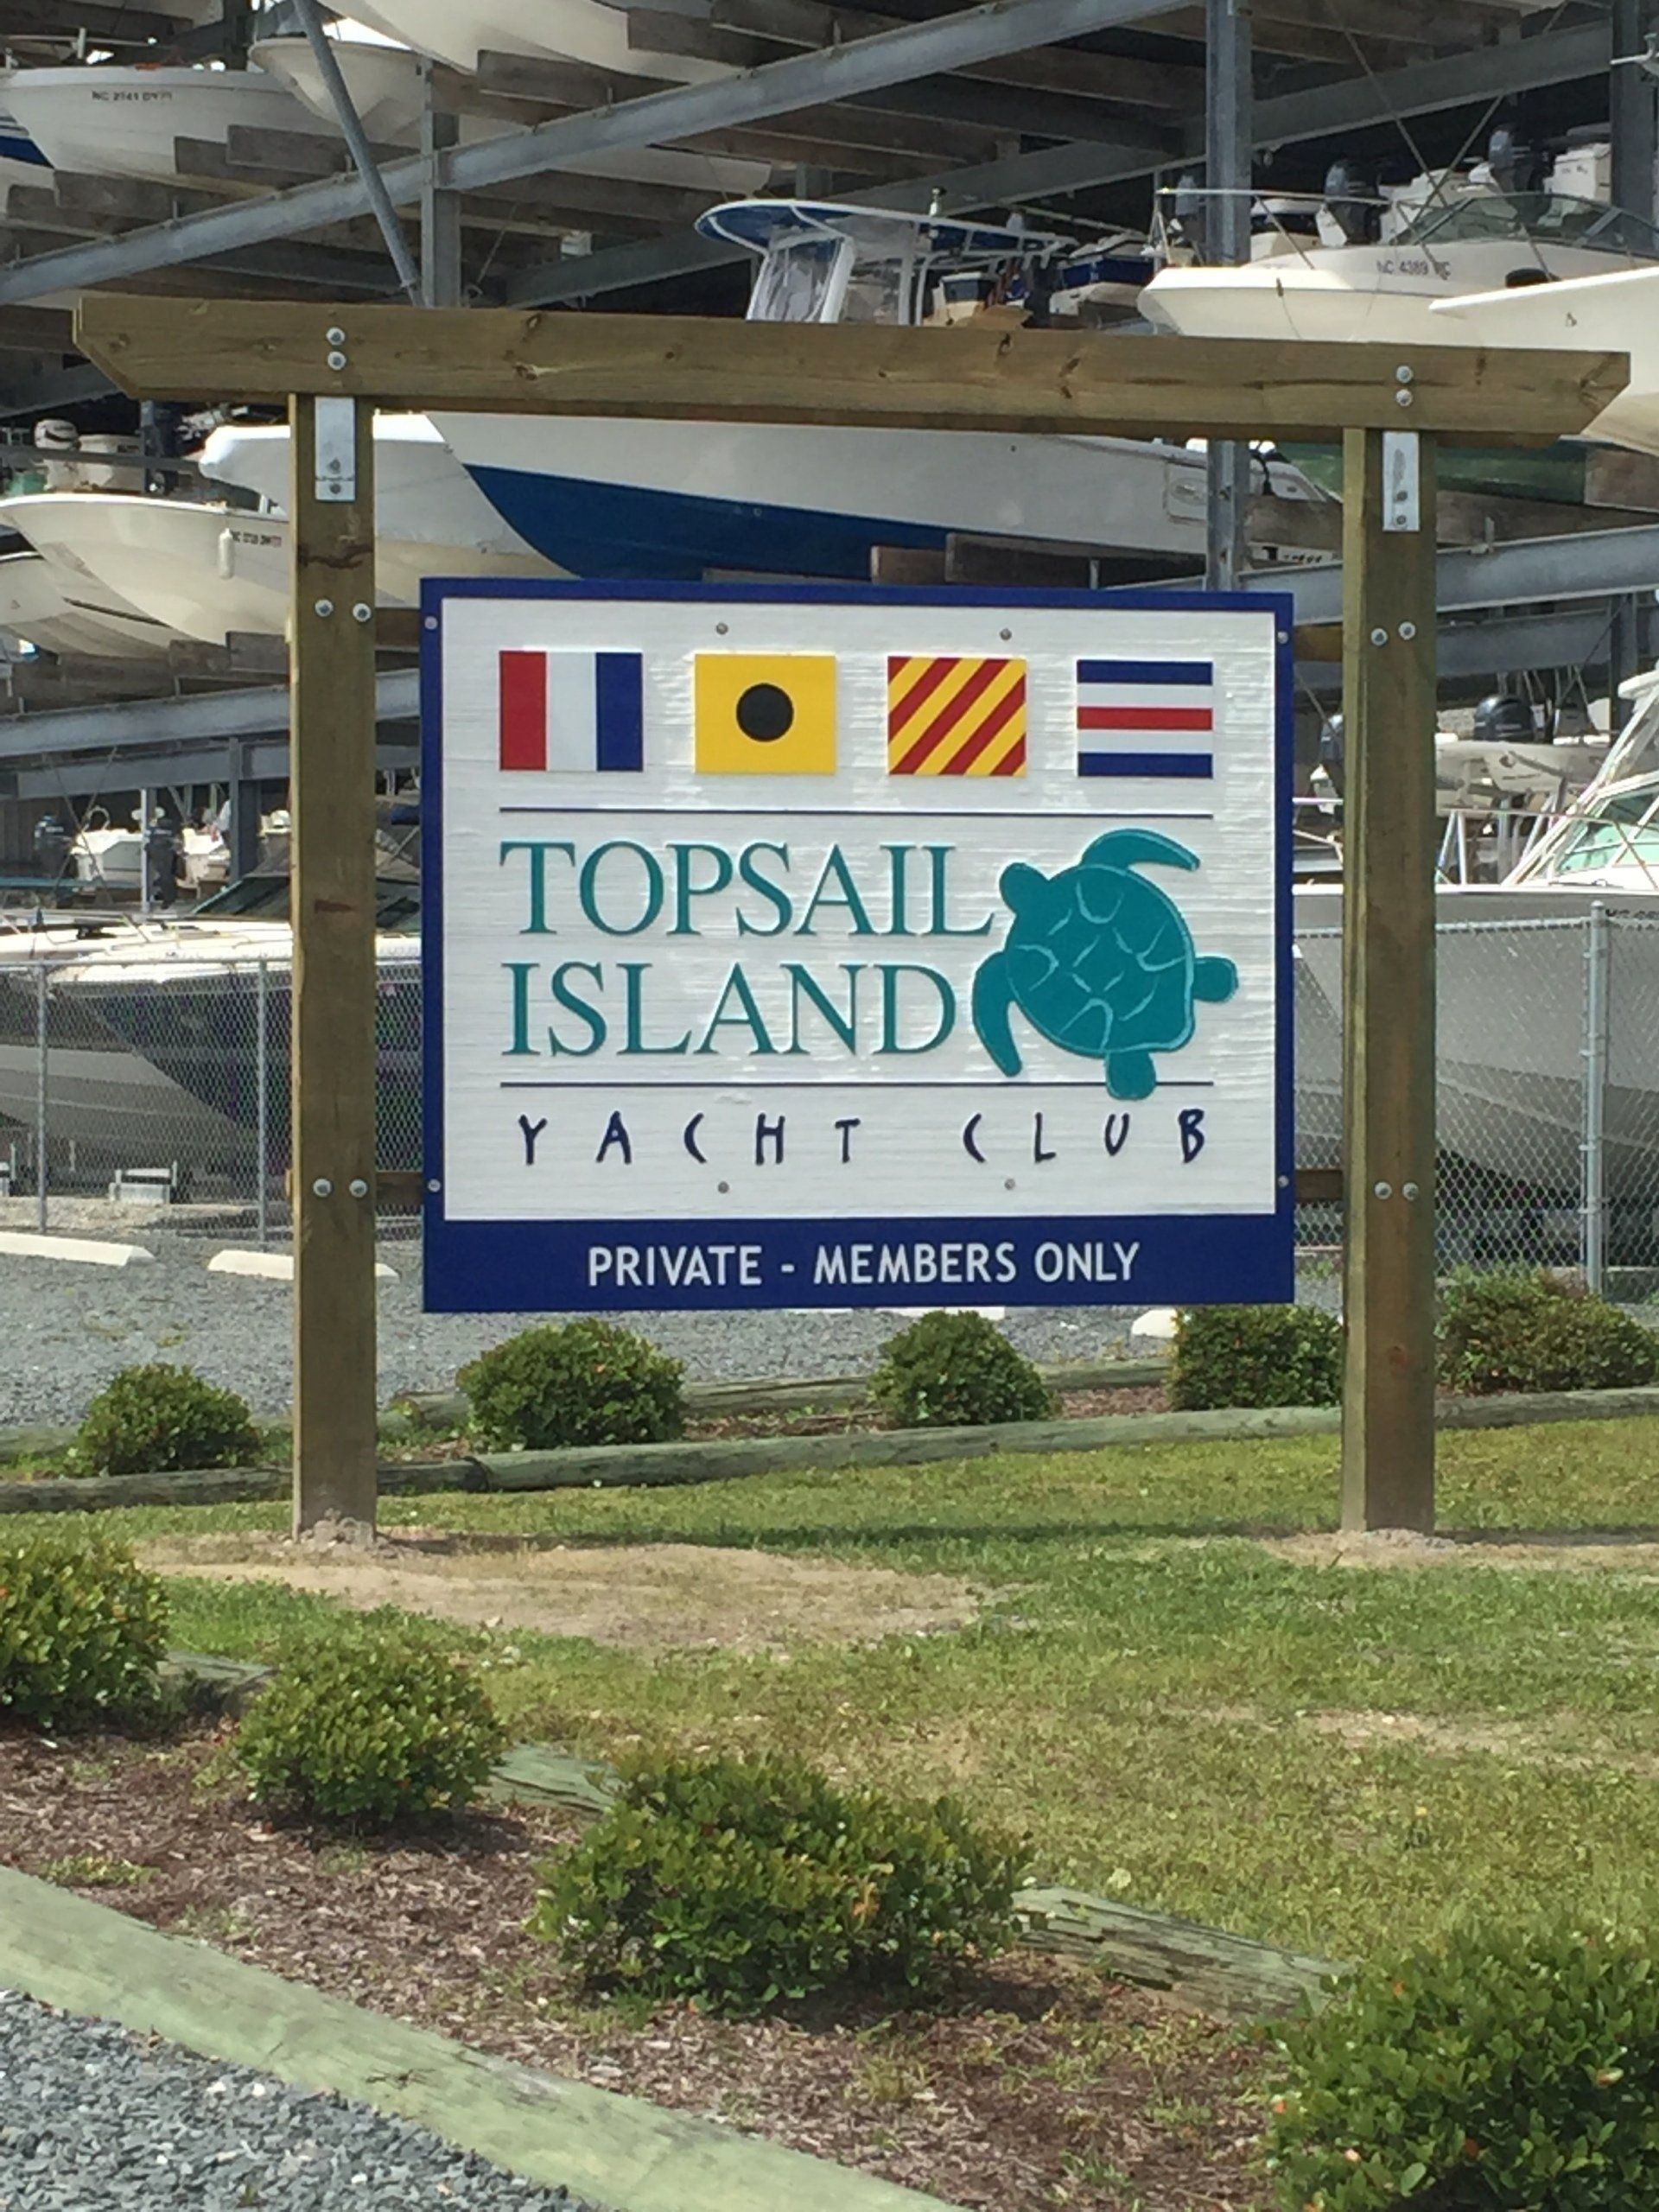 TOPSAIL
ISLAND
YACHT CLUB
PRIVATE - MEMBERS ONLY